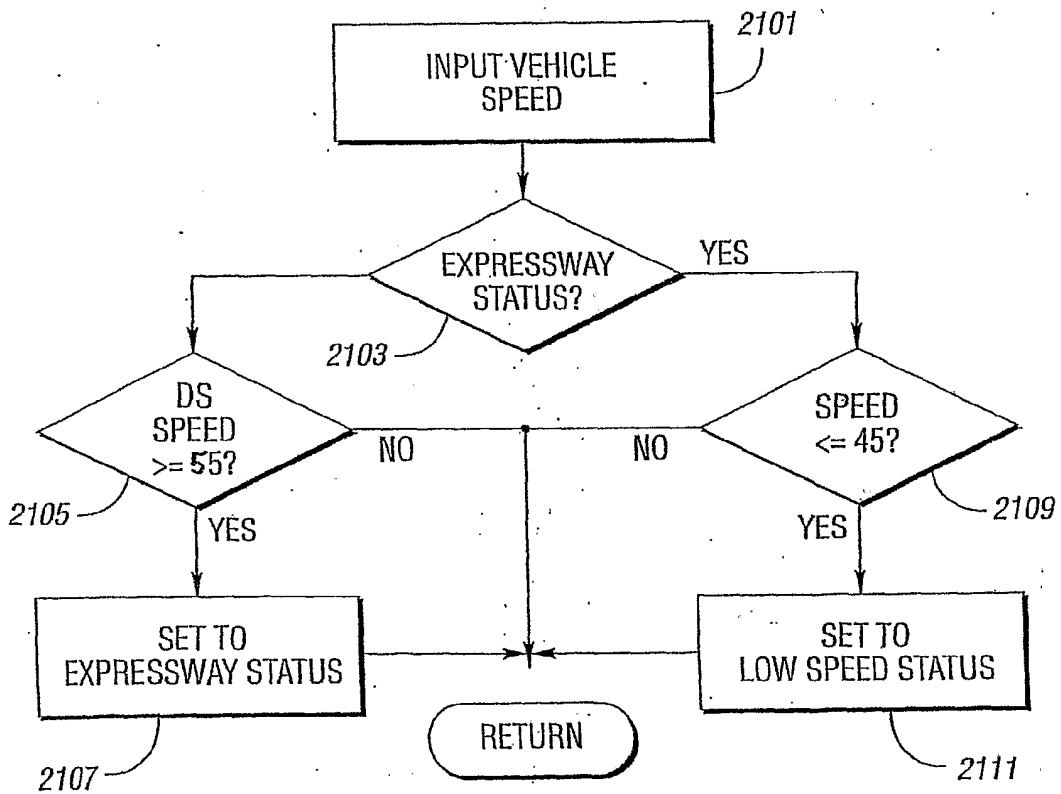 2101
INPUT VEHICLE
SPEED
EXPRESSWAY
STATUS?
YES
2103
DS
SPEED
>= 55?
NO
2105
YES
SPEED
<= 45?
NO
2109
YES
SET TO
EXPRESSWAY STATUS
2107
SET TO
LOW SPEED STATUS
2111
RETURN